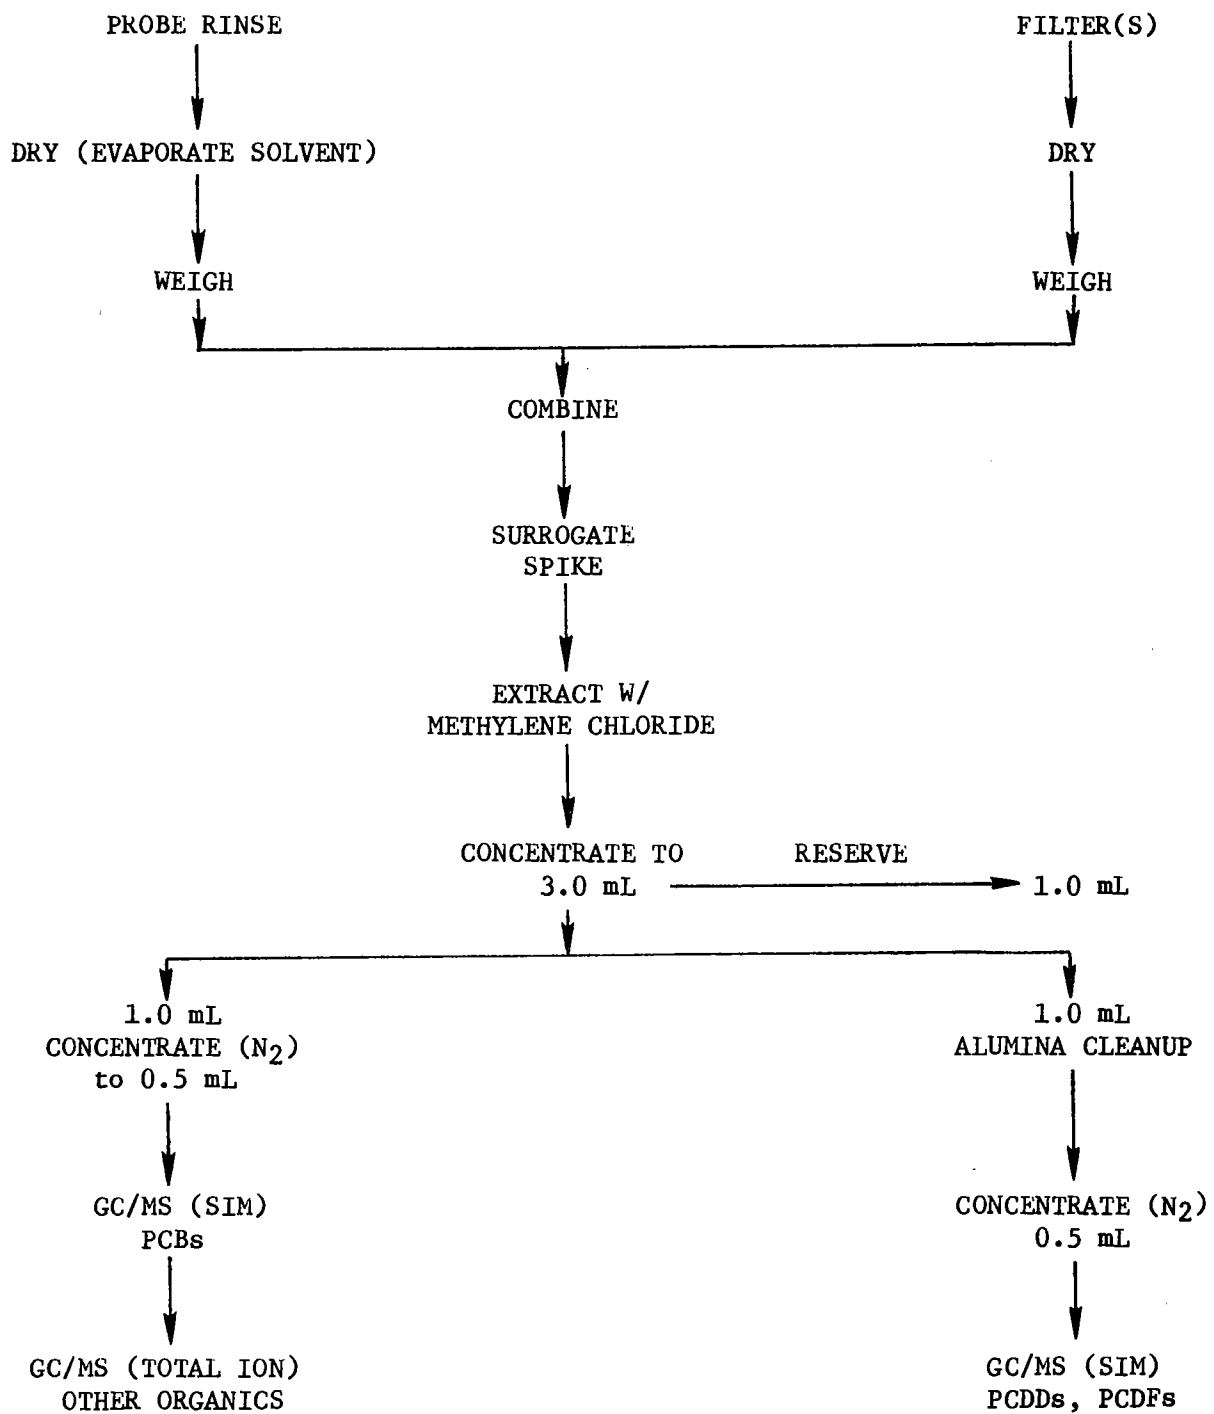 PROBE RINSE
FILTER(S)
DRY (EVAPORATE SOLVENT)
DRY
WEIGH
WEIGH
COMBINE
SURROGATE
SPIKE
EXTRACT W/
METHYLENE CHLORIDE
CONCENTRATE TO
3.0 mL
RESERVE
1.0 mL
1.0 mL
CONCENTRATE (N2)
to 0.5 mL
1.0 mL
ALUMINA CLEANUP
GC/MS (SIM)
PCBs
CONCENTRATE (N2)
0.5 mL
GC/MS (TOTAL ION)
OTHER ORGANICS
GC/MS (SIM)
PCDDs, PCDFs